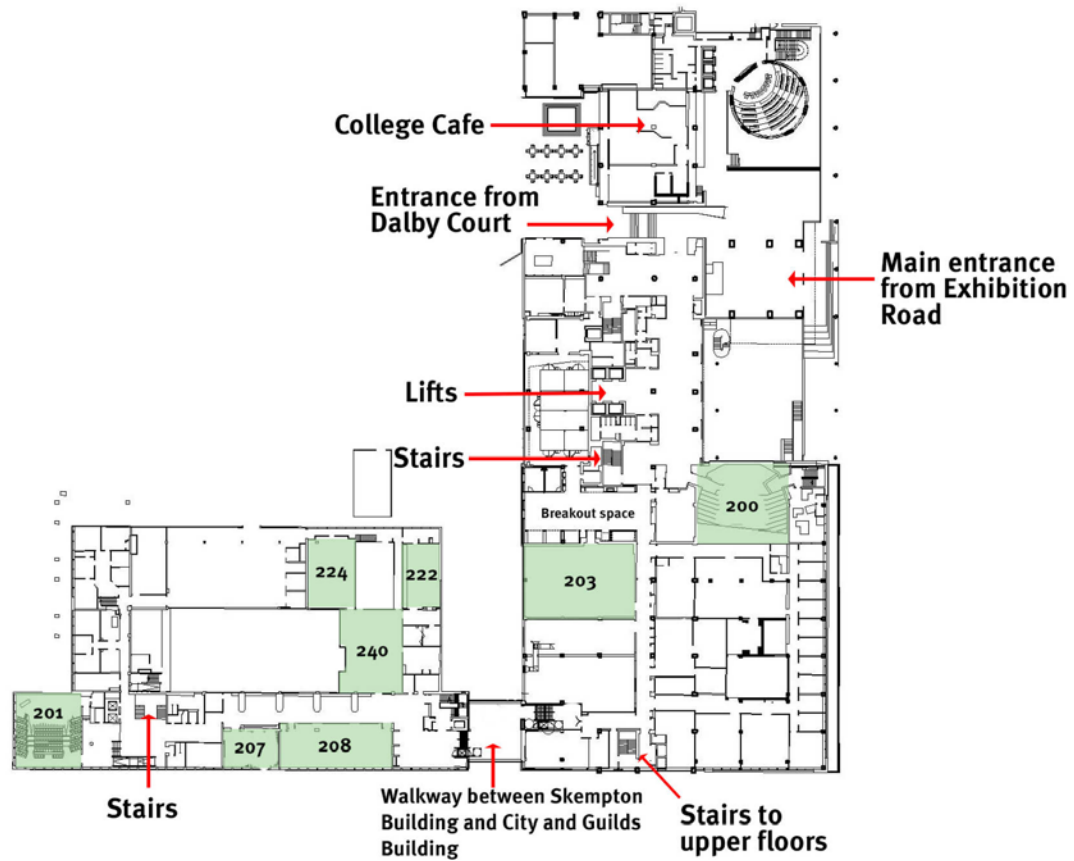 College Cafe
Entrance from
Dalby Court
Main entrance
from Exhibition
Road
Lifts
Stairs
Breakout space
200
203
224
222
240
201
207
208
Stairs
Walkway between Skempton
Building and City and Guilds
Building
Stairs to
upper floors